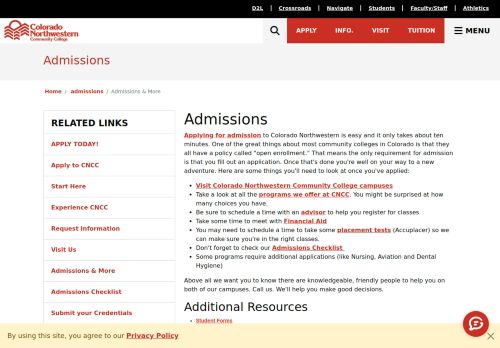 D2L | Crossroads | Navigate | Students | Faculty/Staff | Athletics
Colorado
Northwestern
Community College
APPLY INFO. VISIT TUITION MENU
Admissions
Home / admissions / Admissions & More
RELATED LINKS
APPLY TODAY!
Apply to CNCC
Start Here
Experience CNCC
Request Information
Visit Us
Admissions & More
Admissions Checklist
Submit your Credentials
Admissions
Applying for admission to Colorado Northwestern is easy and it only takes about ten
minutes. One of the great things about most community colleges in Colorado is that they
all have a policy called "open enrollment." That means the only requirement for admission
is that you fill out an application. Once that's done you're well on your way to a new
adventure. Here are some things you'll need to look at once you've applied:
• Visit Colorado Northwestern Community College campuses
• Take a look at all the programs we offer at CNCC. You might be surprised at how
many choices you have.
• Be sure to schedule a time with an advisor to help you register for classes
• Take some time to meet with Financial Aid
• You may need to schedule a time to take some placement tests (Accuplacer) so we
can make sure you're in the right classes.
• Don't forget to check our Admissions Checklist
• Some programs require additional applications (like Nursing, Aviation and Dental
Hygiene)
Above all we want you to know there are knowledgeable, friendly people to help you on
both of our campuses. Call us. We'll help you make good decisions.
Additional Resources
• Student Forms
By using this site, you agree to our Privacy Policy